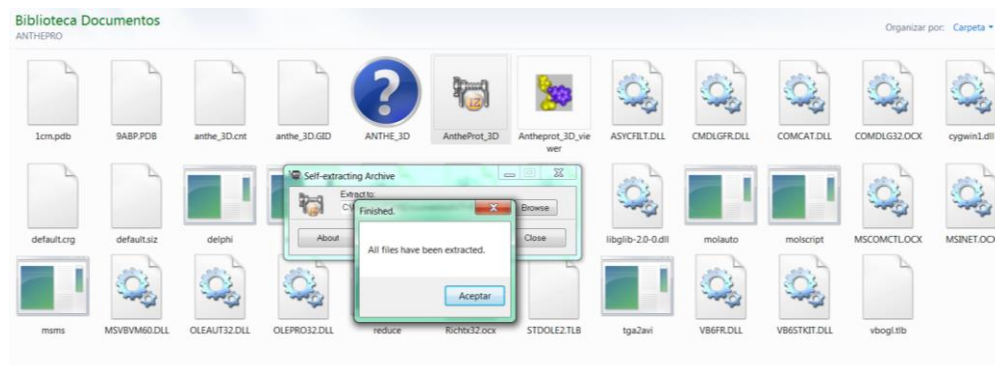 Biblioteca Documentos
ANTHEPRO
Organizar por: Carpeta
1crn.pdb 9ABP.PDB anthe_3D.cnt anthe_3D.GID ANTHE_3D AntheProt_3D Antheprot_3D_vie ASYCFILT.DLL CMDLGFR.DLL COMCAT.DLL COMDLG32.OCX cygwin1.dll
wer
Self-extracting Archive
Extract to:
Browse
About
Close
Finished.
All files have been extracted.
Aceptar
default.crg default.siz delphi libglib-2.0-0.dll molauto molscript MSCOMCTL.OCX MSINET.OCX
msms MSVBVM60.DLL OLEAUT32.DLL OLEPRO32.DLL reduce Richtx32.ocx STDOLE2.TLB tga2avi VB6FR.DLL VB6STKIT.DLL vbogl.tlb